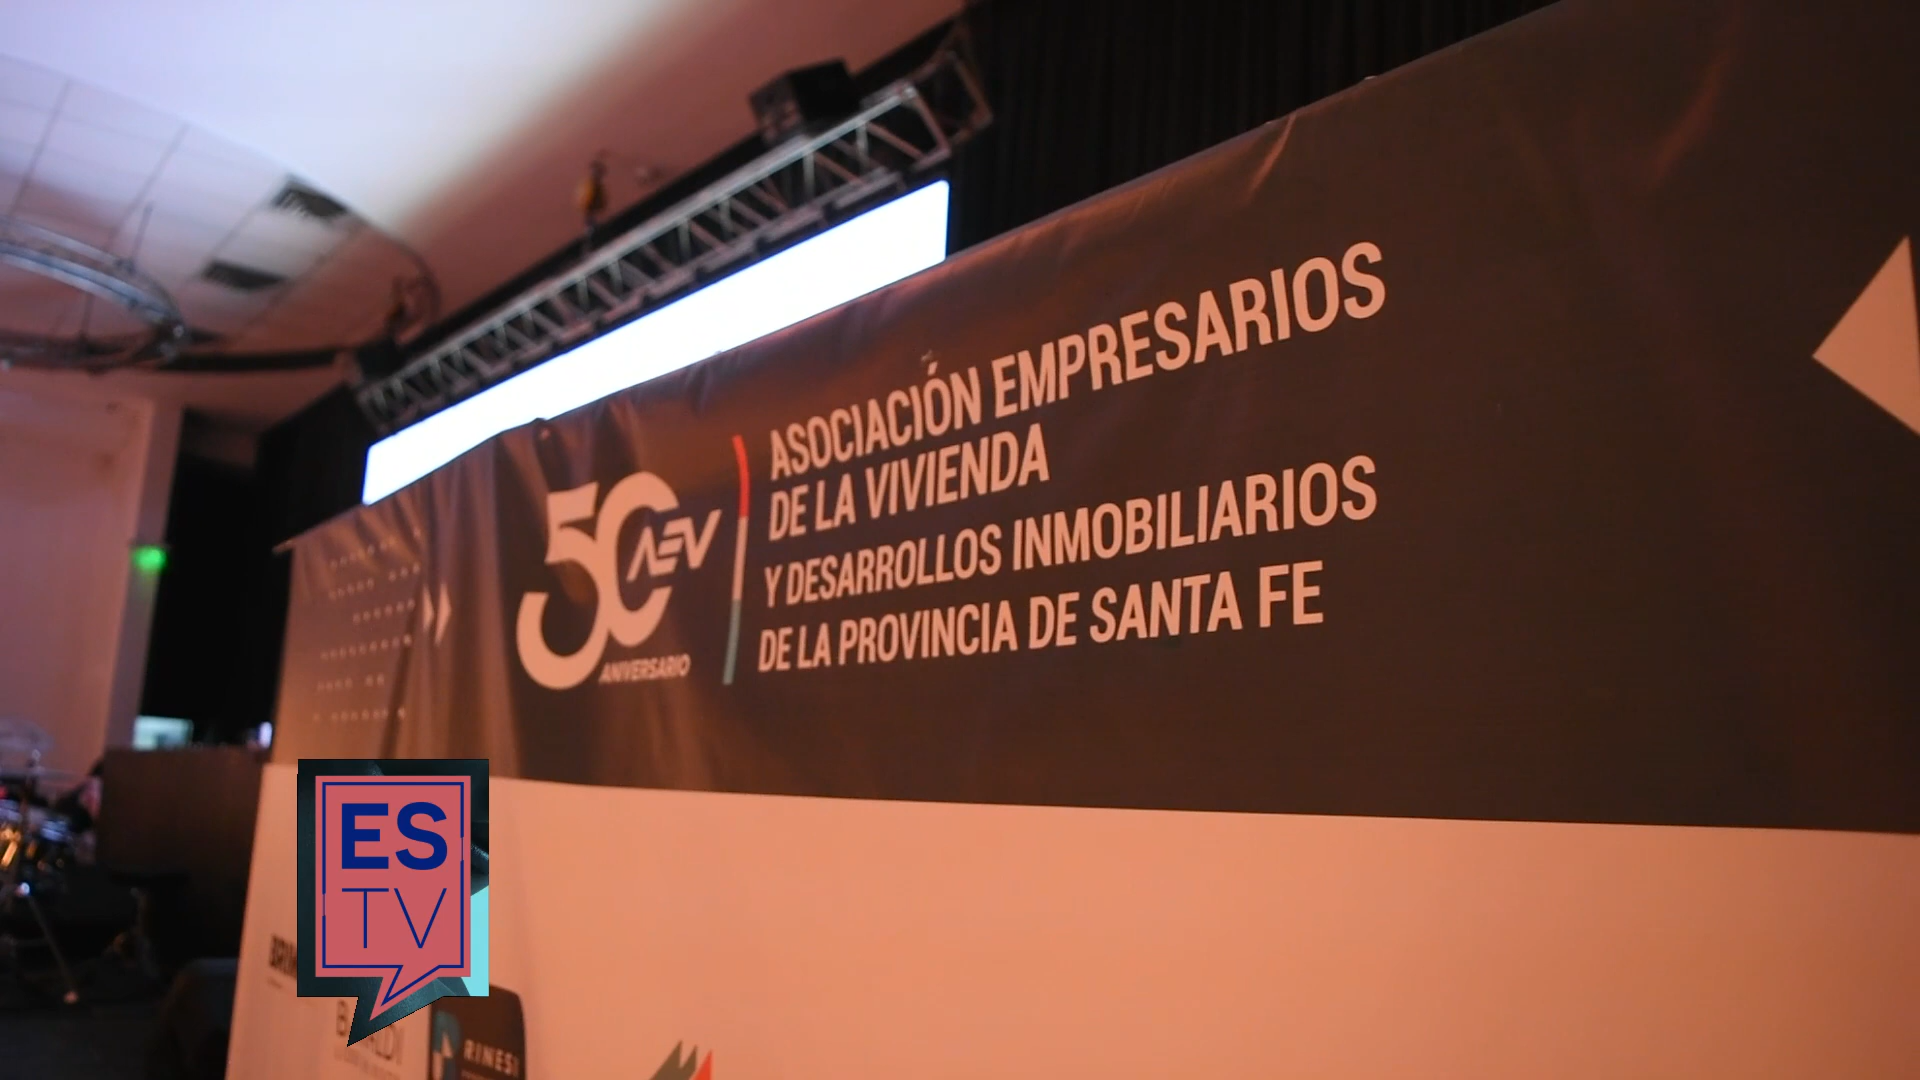 ASOCIACIÓN EMPRESARIOS
DE LA VIVIENDA
Y DESARROLLOS INMOBILIARIOS
DE LA PROVINCIA DE SANTA FE
50 AEV
ANIVERSARIO
ES
TV
RINESI